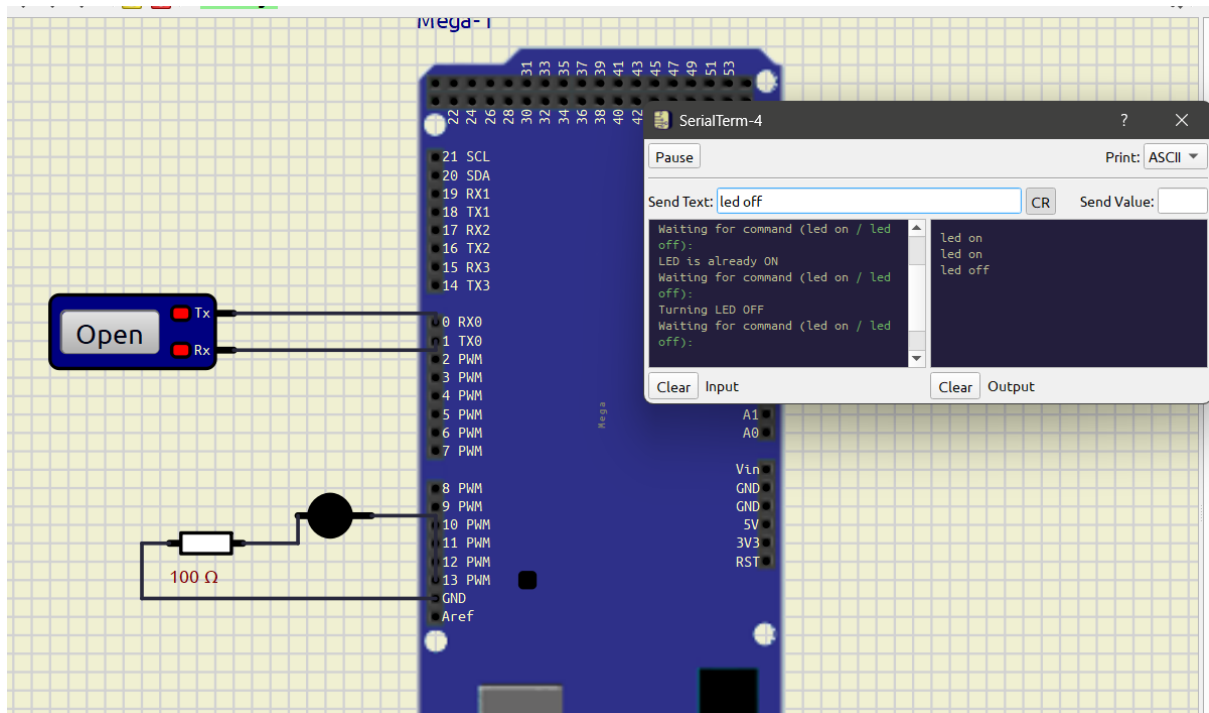 Mega-1
31 33 35 37 39 41 43 45 47 49 51 53
22 24 26 28 30 32 34 36 38 40 42
SerialTerm-4
?
Pause
Print: ASCII
Send Text: led off
CR
Send Value:
Waiting for command (led on / led
off):
LED is already ON
Waiting for command (led on / led
off):
Turning LED OFF
Waiting for command (led on / led
off):
led on
led on
led off
Clear Input
Clear Output
21 SCL
20 SDA
19 RX1
18 TX1
17 RX2
16 TX2
15 RX3
14 TX3
Open
Tx
Rx
0 RX0
1 TX0
2 PWM
3 PWM
4 PWM
5 PWM
6 PWM
7 PWM
Mega
A1
A0
8 PWM
9 PWM
10 PWM
11 PWM
12 PWM
13 PWM
GND
Aref
Vin
GND
GND
5V
3V3
RST
100 Ω